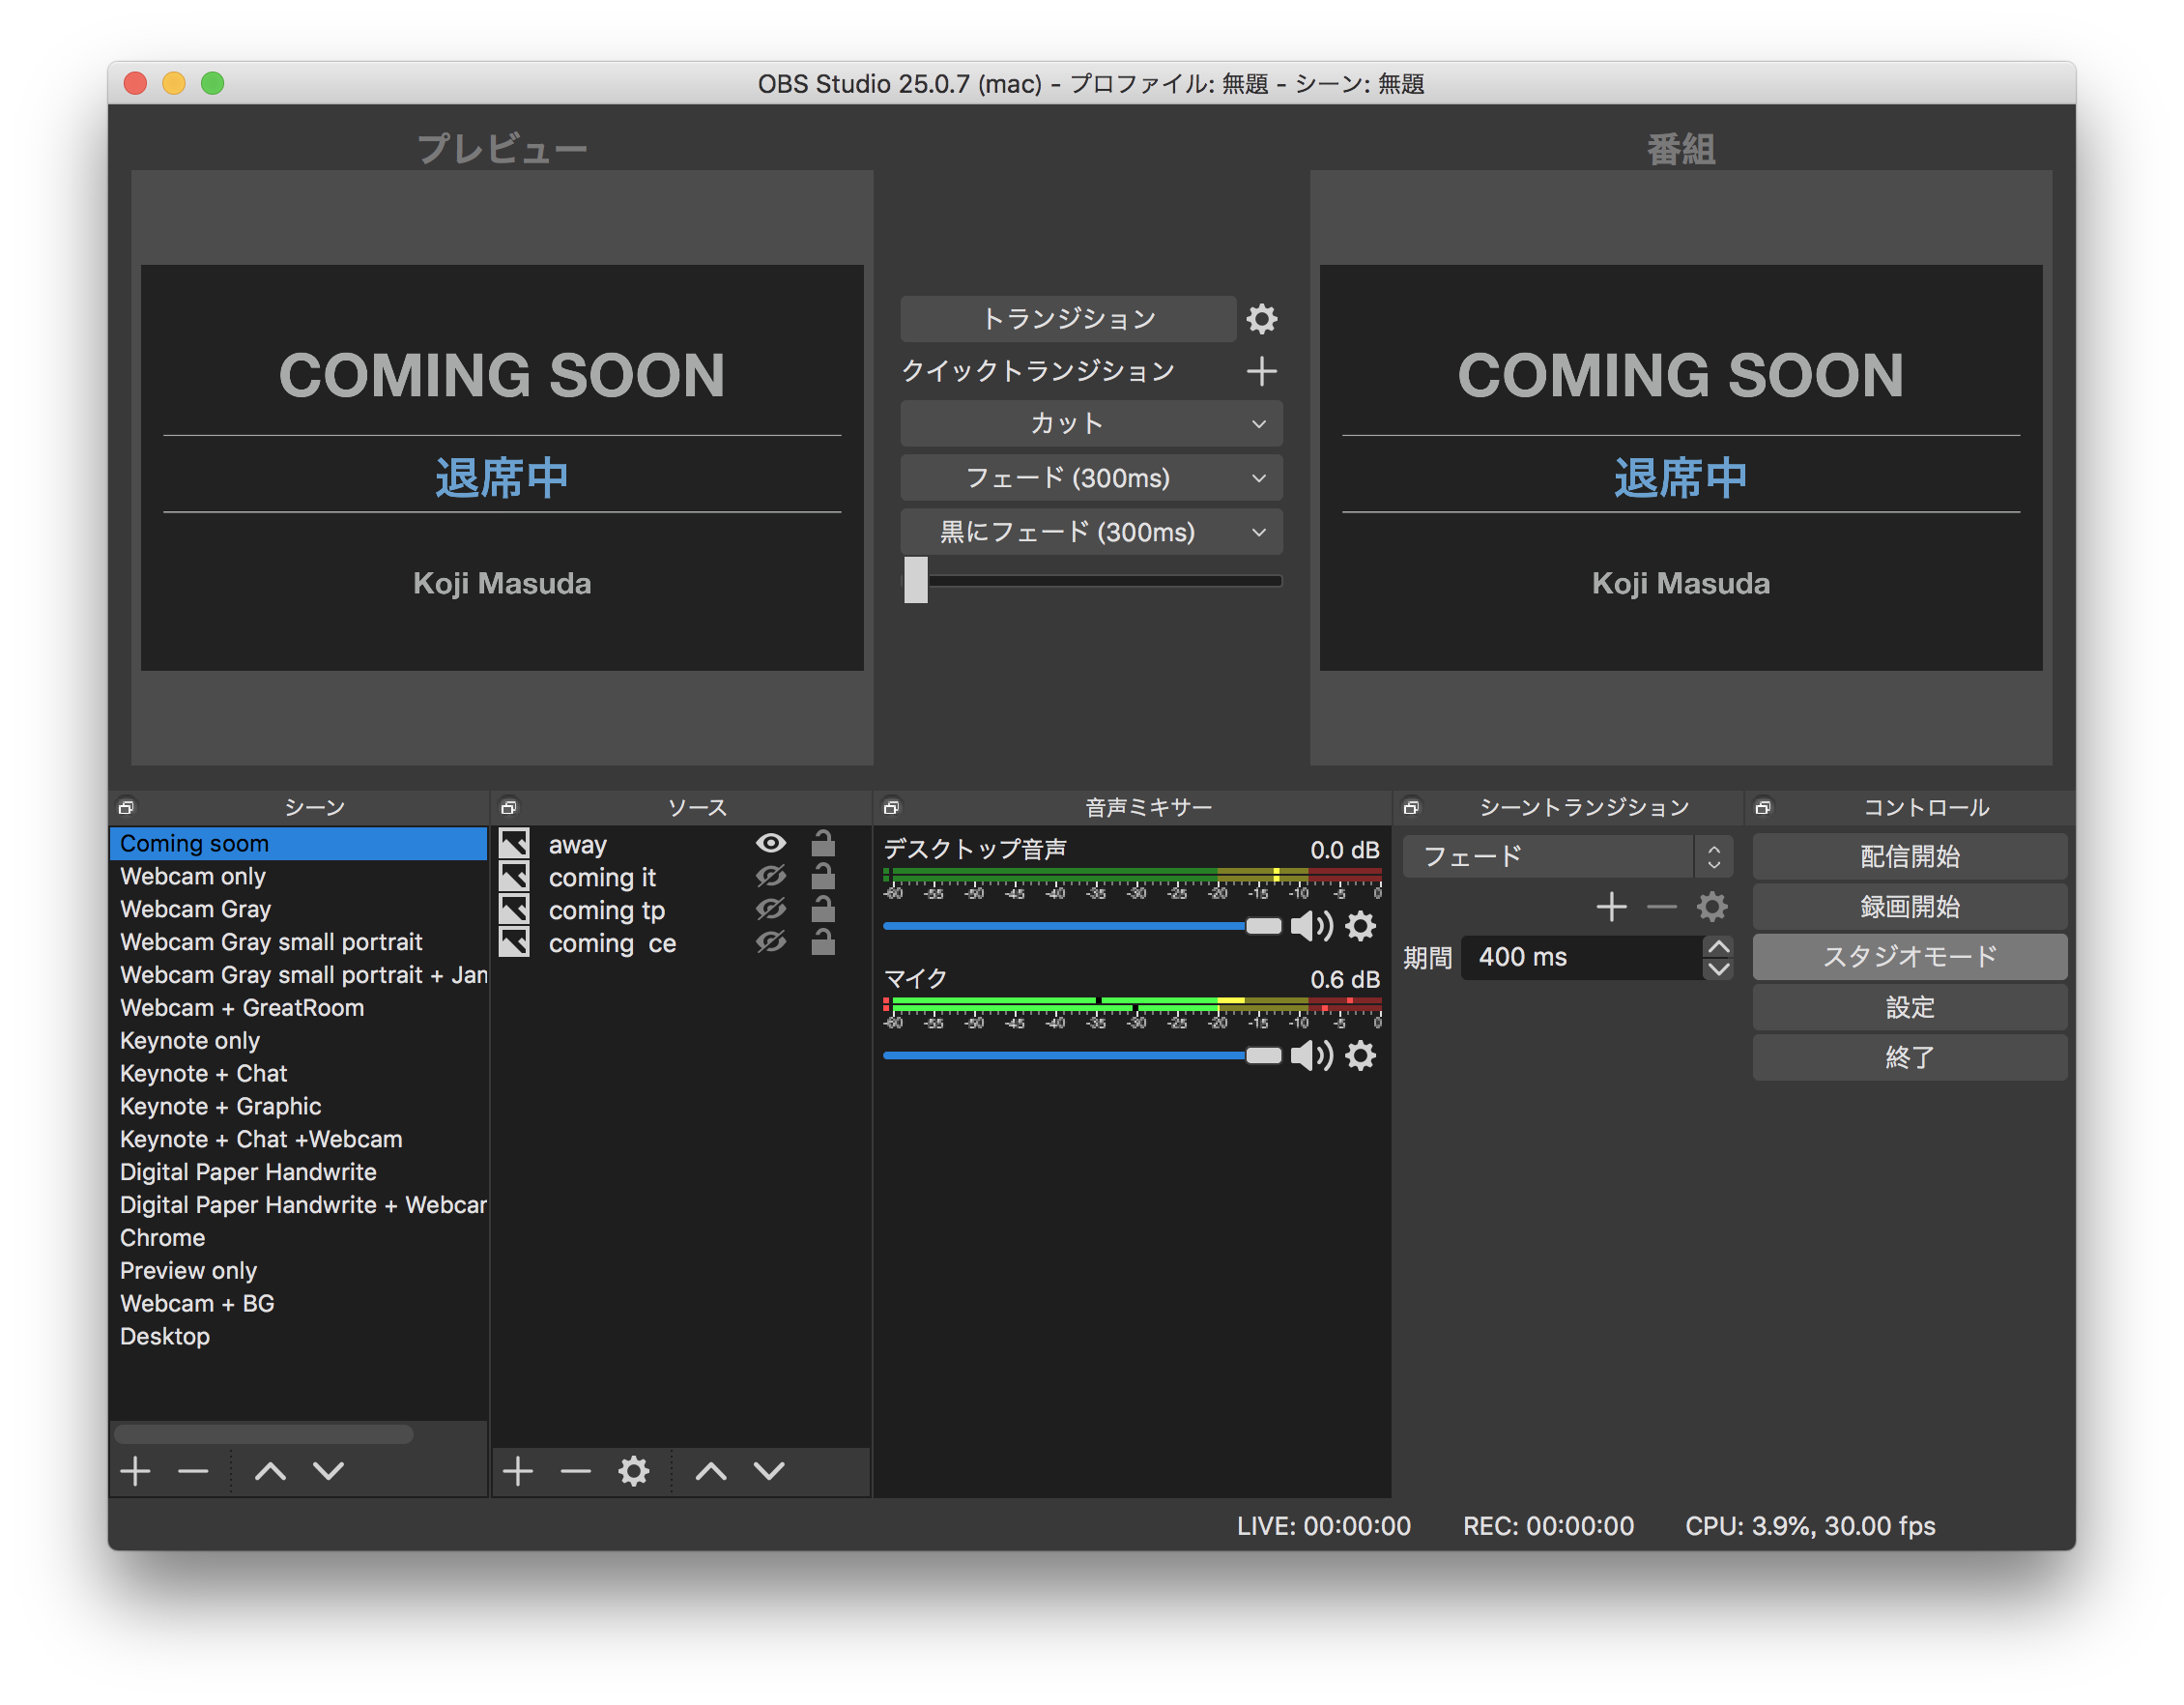 OBS Studio 25.0.7 (mac) - プロファイル: 無題 - シーン: 無題
プレビュー
COMING SOON
退席中
Koji Masuda
トランジション
クイックトランジション
カット
フェード (300ms)
黒にフェード (300ms)
番組
COMING SOON
退席中
Koji Masuda
シーン
Coming soom
Webcam only
Webcam Gray
Webcam Gray small portrait
Webcam Gray small portrait + Jan
Webcam + GreatRoom
Keynote only
Keynote + Chat
Keynote + Graphic
Keynote + Chat +Webcam
Digital Paper Handwrite
Digital Paper Handwrite + Webcar
Chrome
Preview only
Webcam + BG
Desktop
ソース
away
coming it
coming tp
coming ce
音声ミキサー
デスクトップ音声 0.0 dB
-60 -55 -50 -45 -40 -35 -30 -25 -20 -15 -10 -5 0
マイク 0.6 dB
-60 -55 -50 -45 -40 -35 -30 -25 -20 -15 -10 -5 0
シーントランジション
フェード
期間 400 ms
コントロール
配信開始
録画開始
スタジオモード
設定
終了
LIVE: 00:00:00 REC: 00:00:00 CPU: 3.9%, 30.00 fps